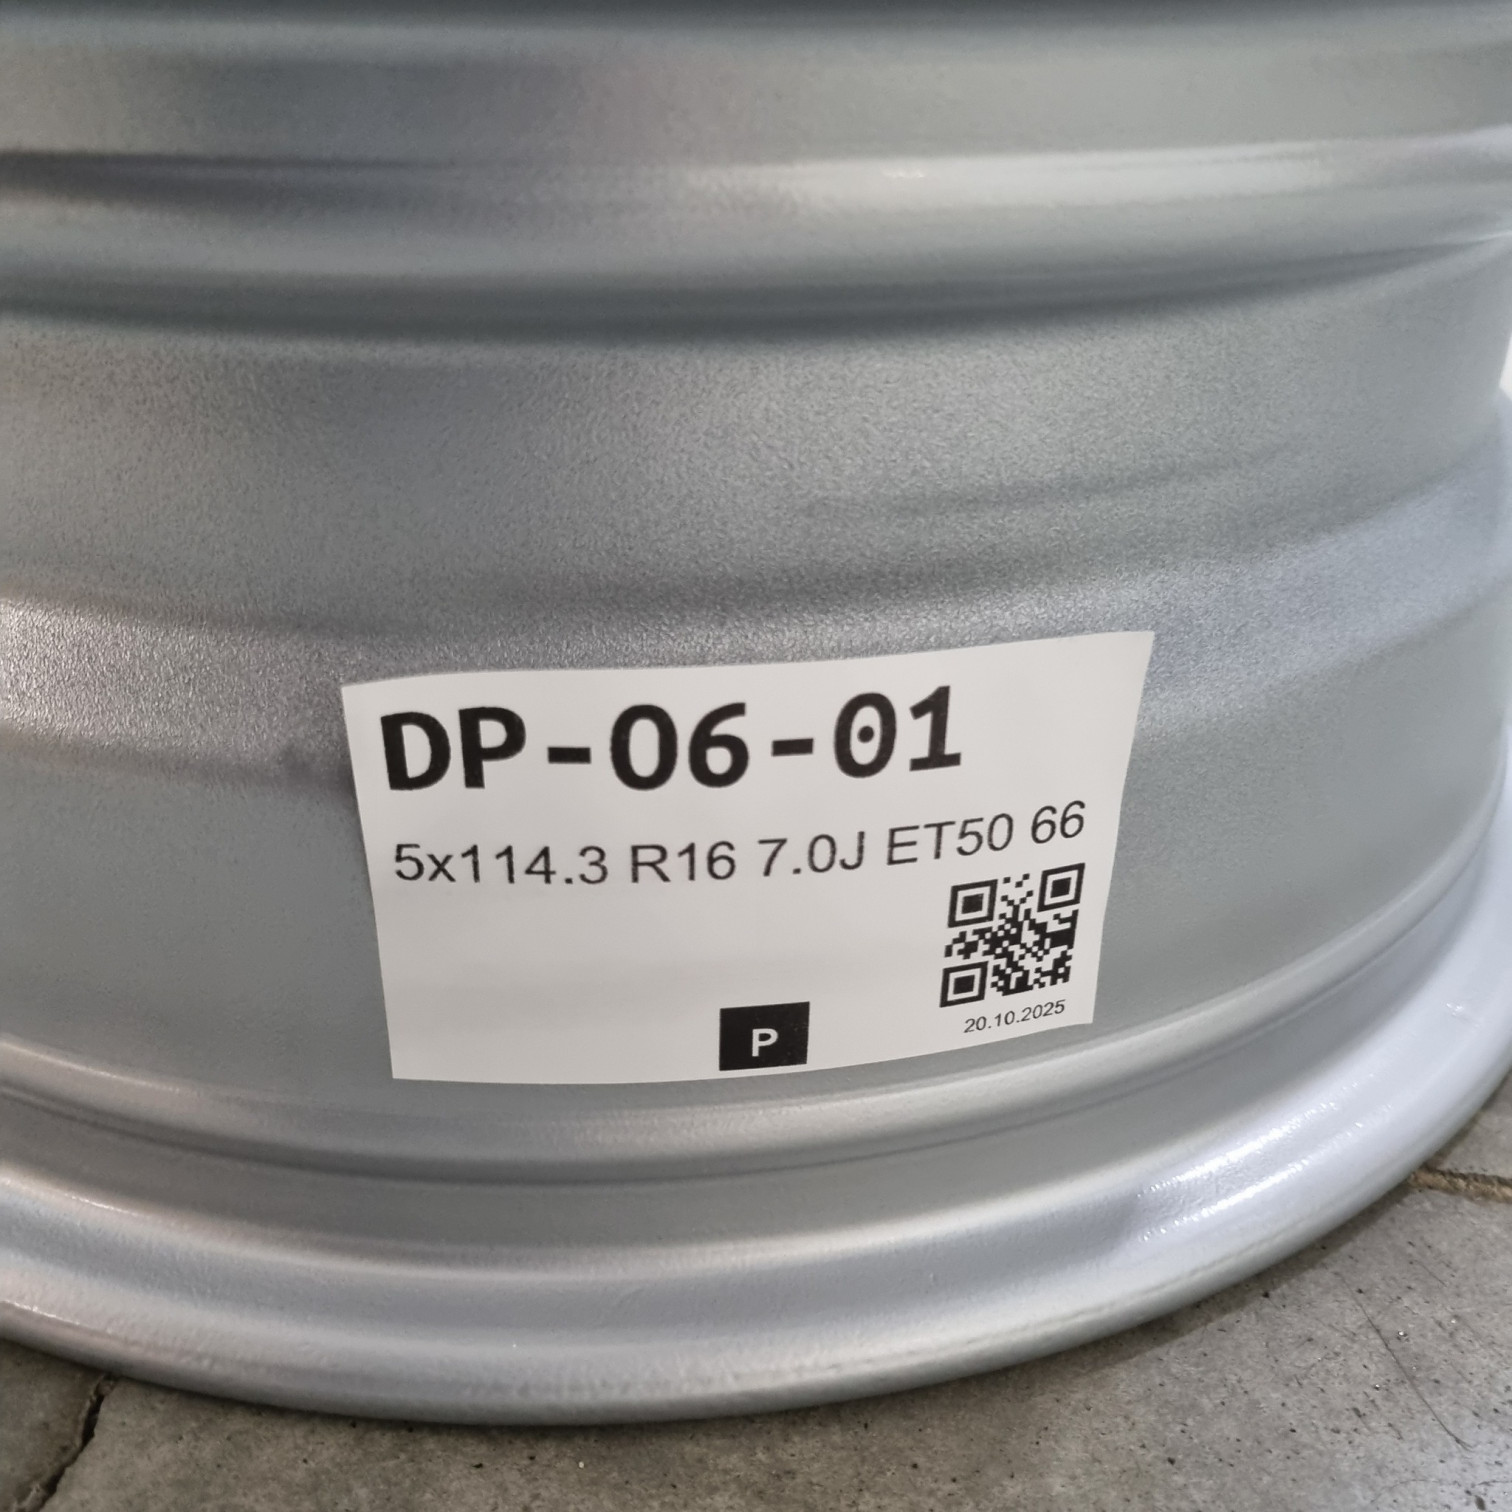 DP-06-01
5x114.3 R16 7.0J ET50 66
20.10.2025
P